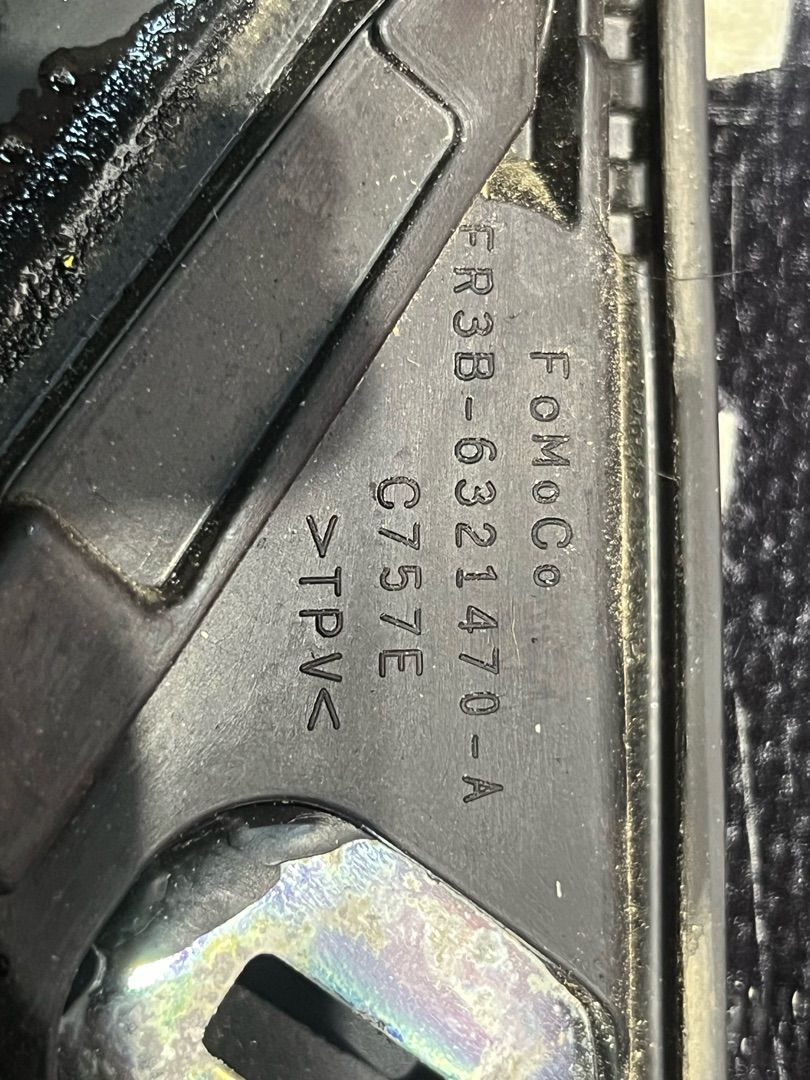 FoMoCo
FR3B-6321470-A
C757E
>TPV<